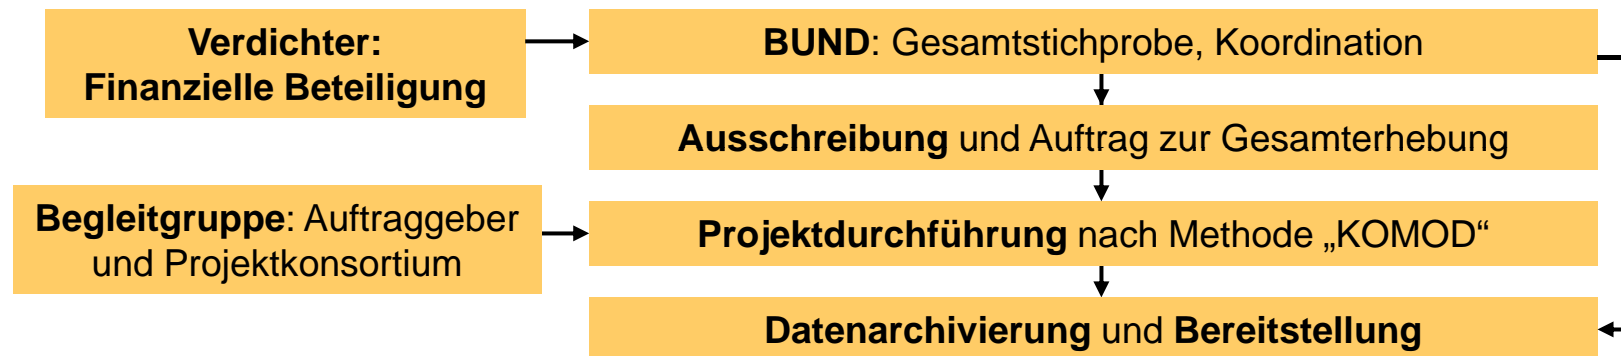 Verdichter:
Finanzielle Beteiligung
BUND: Gesamtstichprobe, Koordination
Ausschreibung und Auftrag zur Gesamterhebung
Begleitgruppe: Auftraggeber
und Projektkonsortium
Projektdurchführung nach Methode „KOMOD“
Datenarchivierung und Bereitstellung